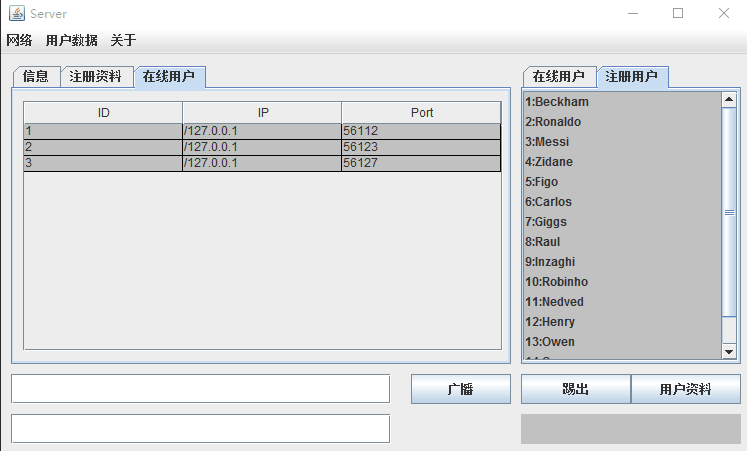 Server
网络 用户数据 关于
信息 注册资料 在线用户
ID IP Port
1 /127.0.0.1 56112
2 /127.0.0.1 56123
3 /127.0.0.1 56127
在线用户 注册用户
1:Beckham
2:Ronaldo
3:Messi
4:Zidane
5:Figo
6:Carlos
7:Giggs
8:Raul
9:Inzaghi
10:Robinho
11:Nedved
12:Henry
13:Owen
广播 踢出 用户资料